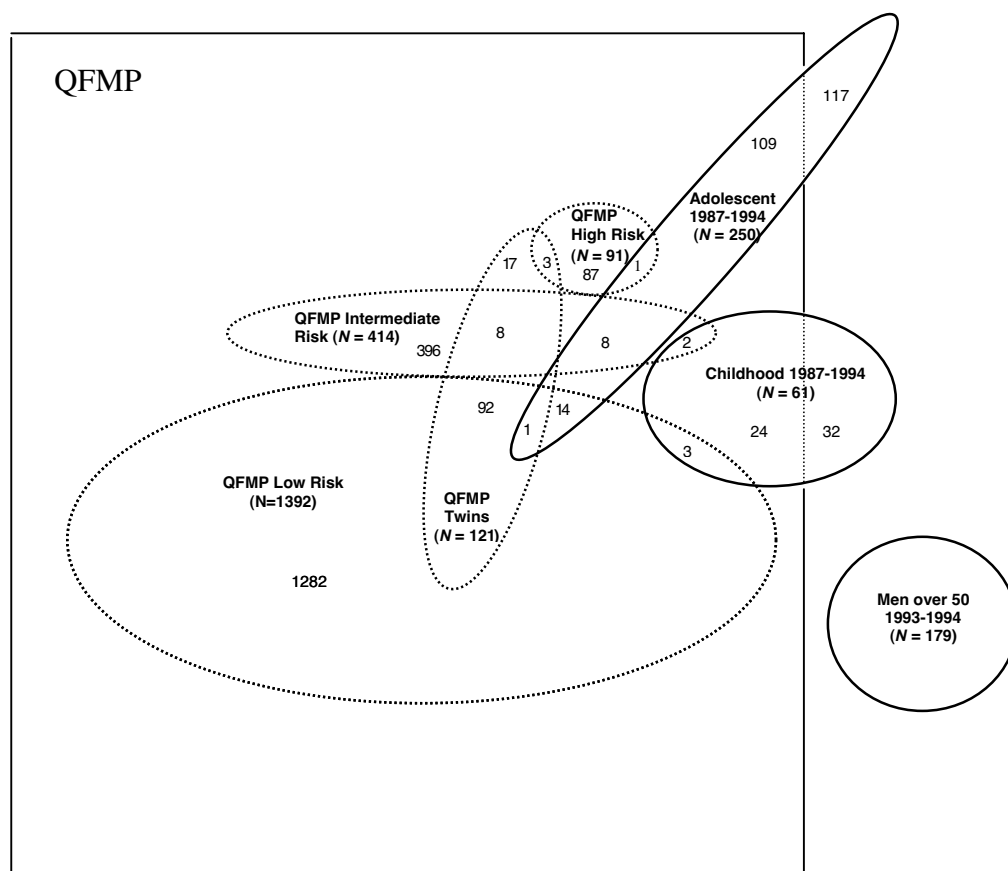 QFMP
117
109
Adolescent
1987-1994
(N = 250)
QFMP
High Risk
(N = 91)
17
3
87
1
QFMP Intermediate
Risk (N = 414)
396
8
8
2
Childhood 1987-1994
(N = 61)
92
14
1
24
32
3
QFMP Low Risk
(N=1392)
QFMP
Twins
(N = 121)
1282
Men over 50
1993-1994
(N = 179)